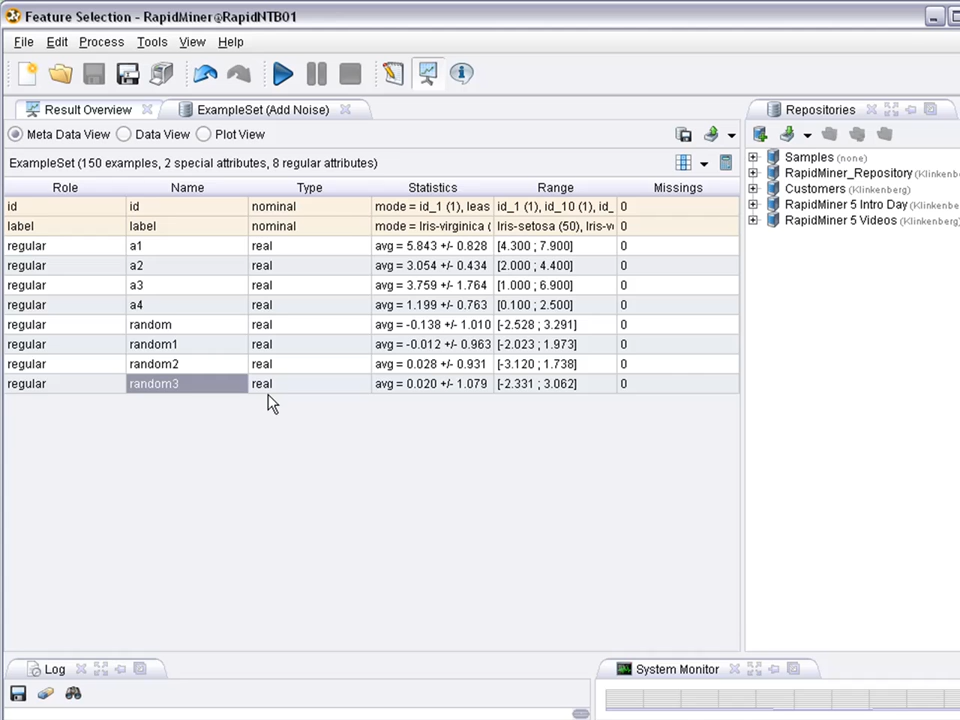 Feature Selection - RapidMiner@RapidNTB01
File Edit Process Tools View Help
Result Overview ExampleSet (Add Noise) Repositories
Meta Data View Data View Plot View
ExampleSet (150 examples, 2 special attributes, 8 regular attributes)
Role Name Type Statistics Range Missings
id id nominal mode = id_1 (1), leas id_1 (1), id_10 (1), id_ 0
label label nominal mode = Iris-virginica ( Iris-setosa (50), Iris-v 0
regular a1 real avg = 5.843 +/- 0.828 [4.300 ; 7.900] 0
regular a2 real avg = 3.054 +/- 0.434 [2.000 ; 4.400] 0
regular a3 real avg = 3.759 +/- 1.764 [1.000 ; 6.900] 0
regular a4 real avg = 1.199 +/- 0.763 [0.100 ; 2.500] 0
regular random real avg = -0.138 +/- 1.010 [-2.528 ; 3.291] 0
regular random1 real avg = -0.012 +/- 0.963 [-2.023 ; 1.973] 0
regular random2 real avg = 0.028 +/- 0.931 [-3.120 ; 1.738] 0
regular random3 real avg = 0.020 +/- 1.079 [-2.331 ; 3.062] 0
Samples (none)
RapidMiner_Repository (Klinkenb
Customers (Klinkenberg)
RapidMiner 5 Intro Day (Klinkenb
RapidMiner 5 Videos (Klinkenberg)
Log System Monitor